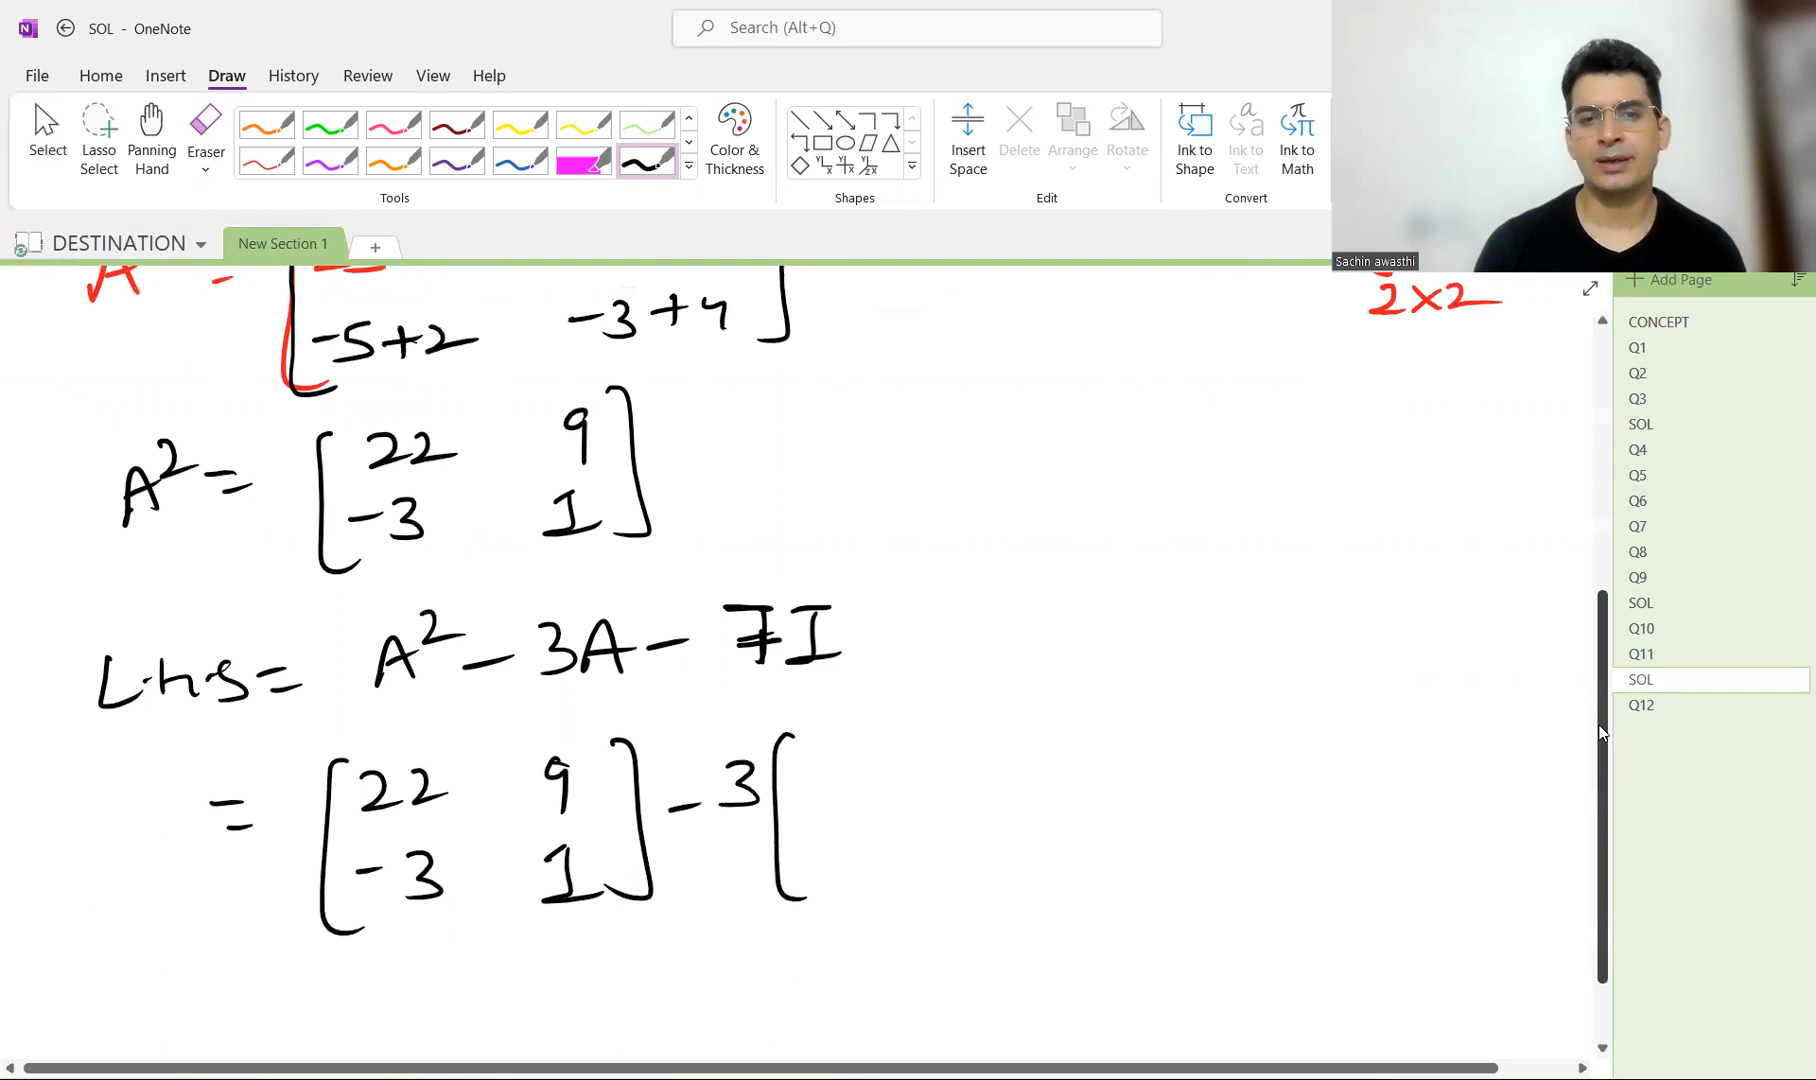 SOL - OneNote
Search (Alt+Q)
File Home Insert Draw History Review View Help
Select
Lasso Select
Panning Hand
Eraser
Color & Thickness
Insert Space
Delete
Arrange
Rotate
Ink to Shape
Ink to Text
Ink to Math
Tools
Shapes
Edit
Convert
DESTINATION
New Section 1
+
Sachin awasthi
Add Page
CONCEPT
Q1
Q2
Q3
SOL
Q4
Q5
Q6
Q7
Q8
Q9
SOL
Q10
Q11
SOL
Q12
2×2
-5+2 -3+4
A² = [ 22 9
-3 1 ]
L.h.s = A² - 3A - 7I
= [ 22 9 ] - 3 [
-3 1